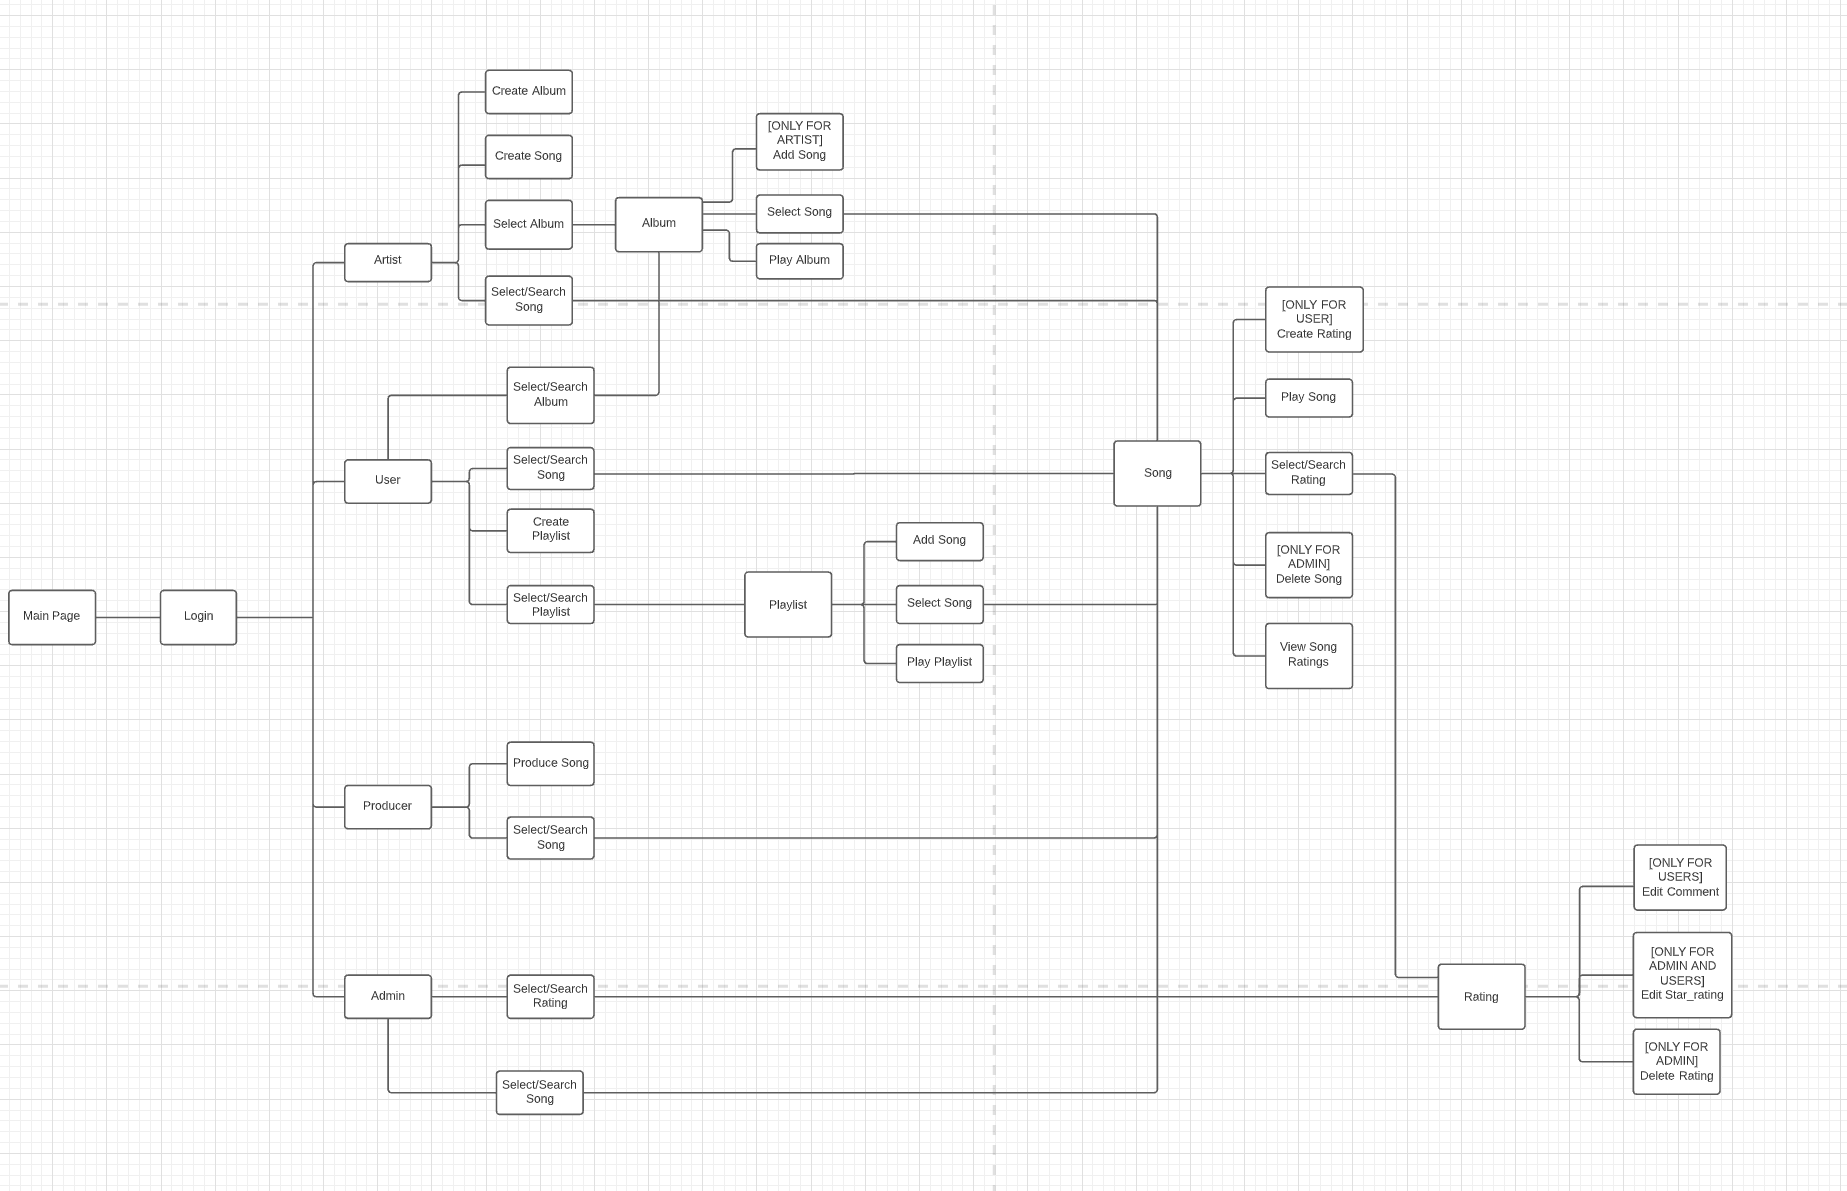 Main Page
Login
Artist
Create Album
Create Song
Select Album
Select/Search
Song
Album
[ONLY FOR
ARTIST]
Add Song
Select Song
Play Album
User
Select/Search
Album
Select/Search
Song
Create
Playlist
Select/Search
Playlist
Playlist
Add Song
Select Song
Play Playlist
Producer
Produce Song
Select/Search
Song
Admin
Select/Search
Rating
Select/Search
Song
Song
[ONLY FOR
USER]
Create Rating
Play Song
Select/Search
Rating
[ONLY FOR
ADMIN]
Delete Song
View Song
Ratings
Rating
[ONLY FOR
USERS]
Edit Comment
[ONLY FOR
ADMIN AND
USERS]
Edit Star_rating
[ONLY FOR
ADMIN]
Delete Rating